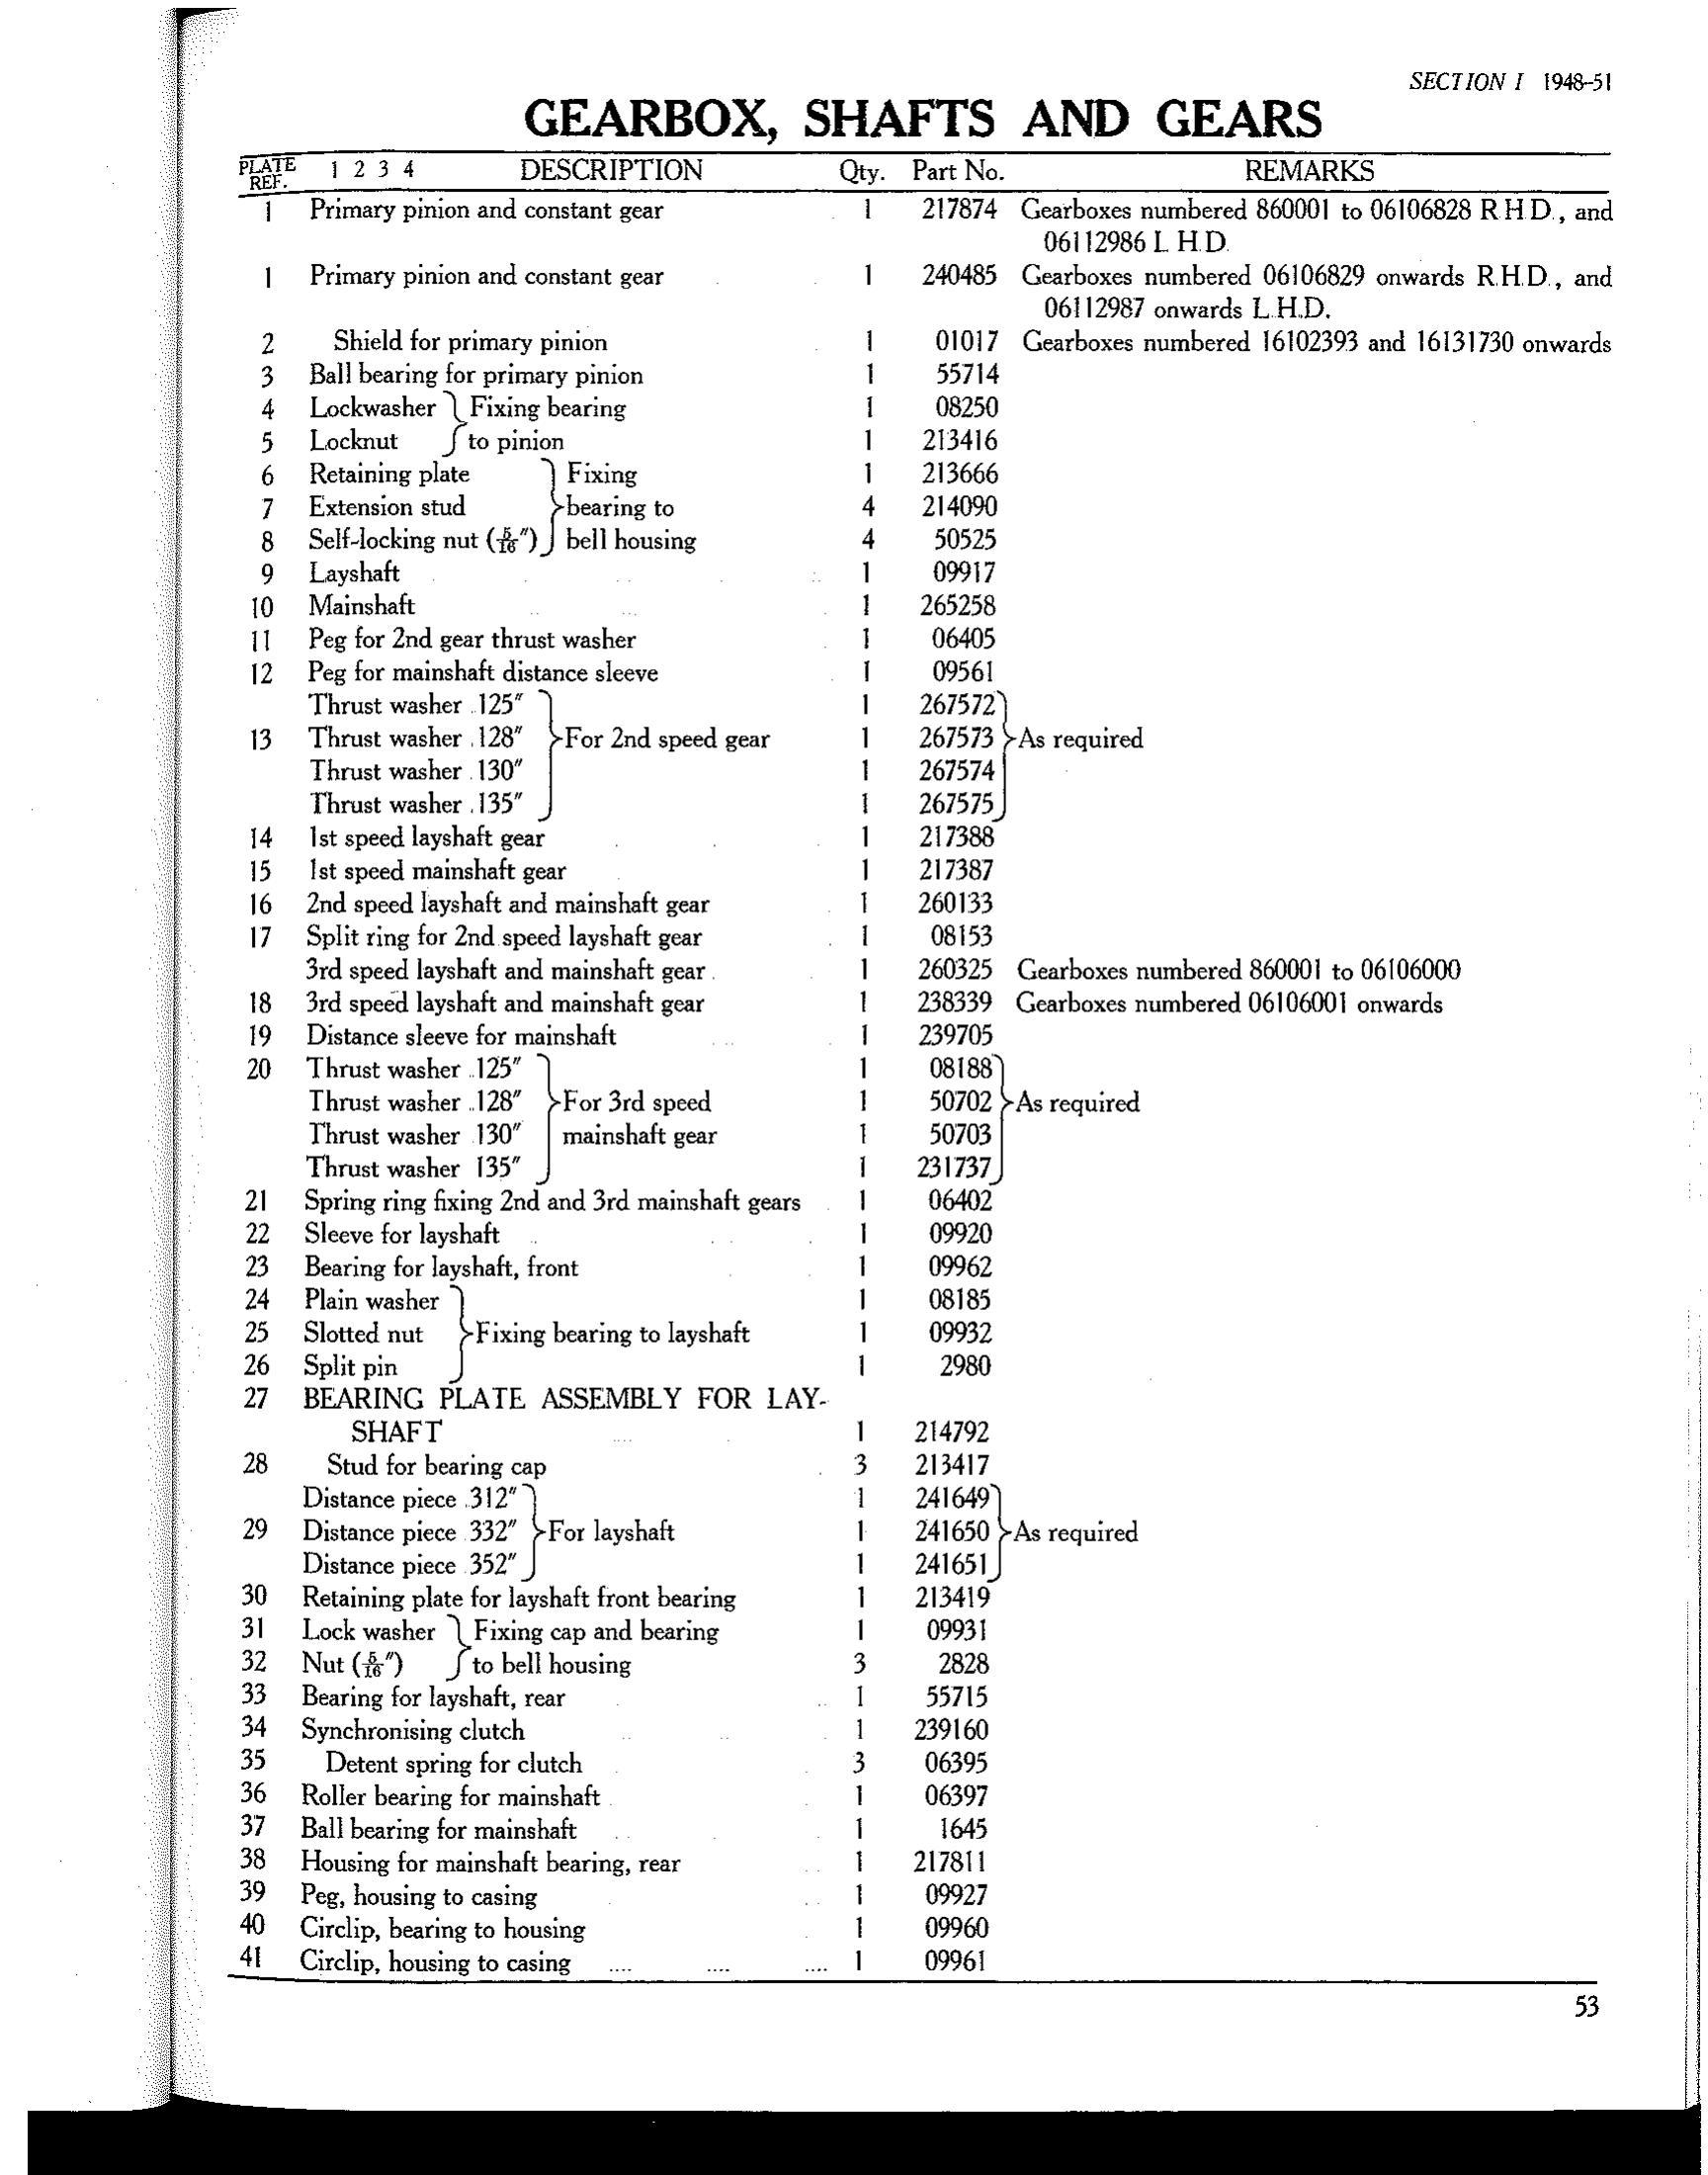 SECTION I 1948-51
GEARBOX, SHAFTS AND GEARS
PLATE REF. 1 2 3 4 DESCRIPTION Qty. Part No. REMARKS
1 Primary pinion and constant gear 1 217874 Gearboxes numbered 860001 to 06106828 R.H.D., and
06112986 L.H.D.
1 Primary pinion and constant gear 1 240485 Gearboxes numbered 06106829 onwards R.H.D., and
06112987 onwards L.H.D.
2 Shield for primary pinion 1 01017 Gearboxes numbered 16102393 and 16131730 onwards
3 Ball bearing for primary pinion 1 55714
4 Lockwasher } Fixing bearing 1 08250
5 Locknut } to pinion 1 213416
6 Retaining plate } Fixing 1 213666
7 Extension stud } bearing to 4 214090
8 Self-locking nut (5/16″) } bell housing 4 50525
9 Layshaft 1 09917
10 Mainshaft 1 265258
11 Peg for 2nd gear thrust washer 1 06405
12 Peg for mainshaft distance sleeve 1 09561
Thrust washer .125″ 1 267572
13 Thrust washer .128″ } For 2nd speed gear 1 267573 } As required
Thrust washer .130″ 1 267574
Thrust washer .135″ 1 267575
14 1st speed layshaft gear 1 217388
15 1st speed mainshaft gear 1 217387
16 2nd speed layshaft and mainshaft gear 1 260133
17 Split ring for 2nd speed layshaft gear 1 08153
3rd speed layshaft and mainshaft gear 1 260325 Gearboxes numbered 860001 to 06106000
18 3rd speed layshaft and mainshaft gear 1 238339 Gearboxes numbered 06106001 onwards
19 Distance sleeve for mainshaft 1 239705
20 Thrust washer .125″ 1 08188
Thrust washer .128″ } For 3rd speed 1 50702 } As required
Thrust washer .130″ mainshaft gear 1 50703
Thrust washer .135″ 1 231737
21 Spring ring fixing 2nd and 3rd mainshaft gears 1 06402
22 Sleeve for layshaft 1 09920
23 Bearing for layshaft, front 1 09962
24 Plain washer 1 08185
25 Slotted nut } Fixing bearing to layshaft 1 09932
26 Split pin 1 2980
27 BEARING PLATE ASSEMBLY FOR LAY-
SHAFT 1 214792
28 Stud for bearing cap 3 213417
Distance piece .312″ 1 241649
29 Distance piece .332″ } For layshaft 1 241650 } As required
Distance piece .352″ 1 241651
30 Retaining plate for layshaft front bearing 1 213419
31 Lock washer } Fixing cap and bearing 1 09931
32 Nut (5/16″) } to bell housing 3 2828
33 Bearing for layshaft, rear 1 55715
34 Synchronising clutch 1 239160
35 Detent spring for clutch 3 06395
36 Roller bearing for mainshaft 1 06397
37 Ball bearing for mainshaft 1 1645
38 Housing for mainshaft bearing, rear 1 217811
39 Peg, housing to casing 1 09927
40 Circlip, bearing to housing 1 09960
41 Circlip, housing to casing .... .... .... 1 09961
53